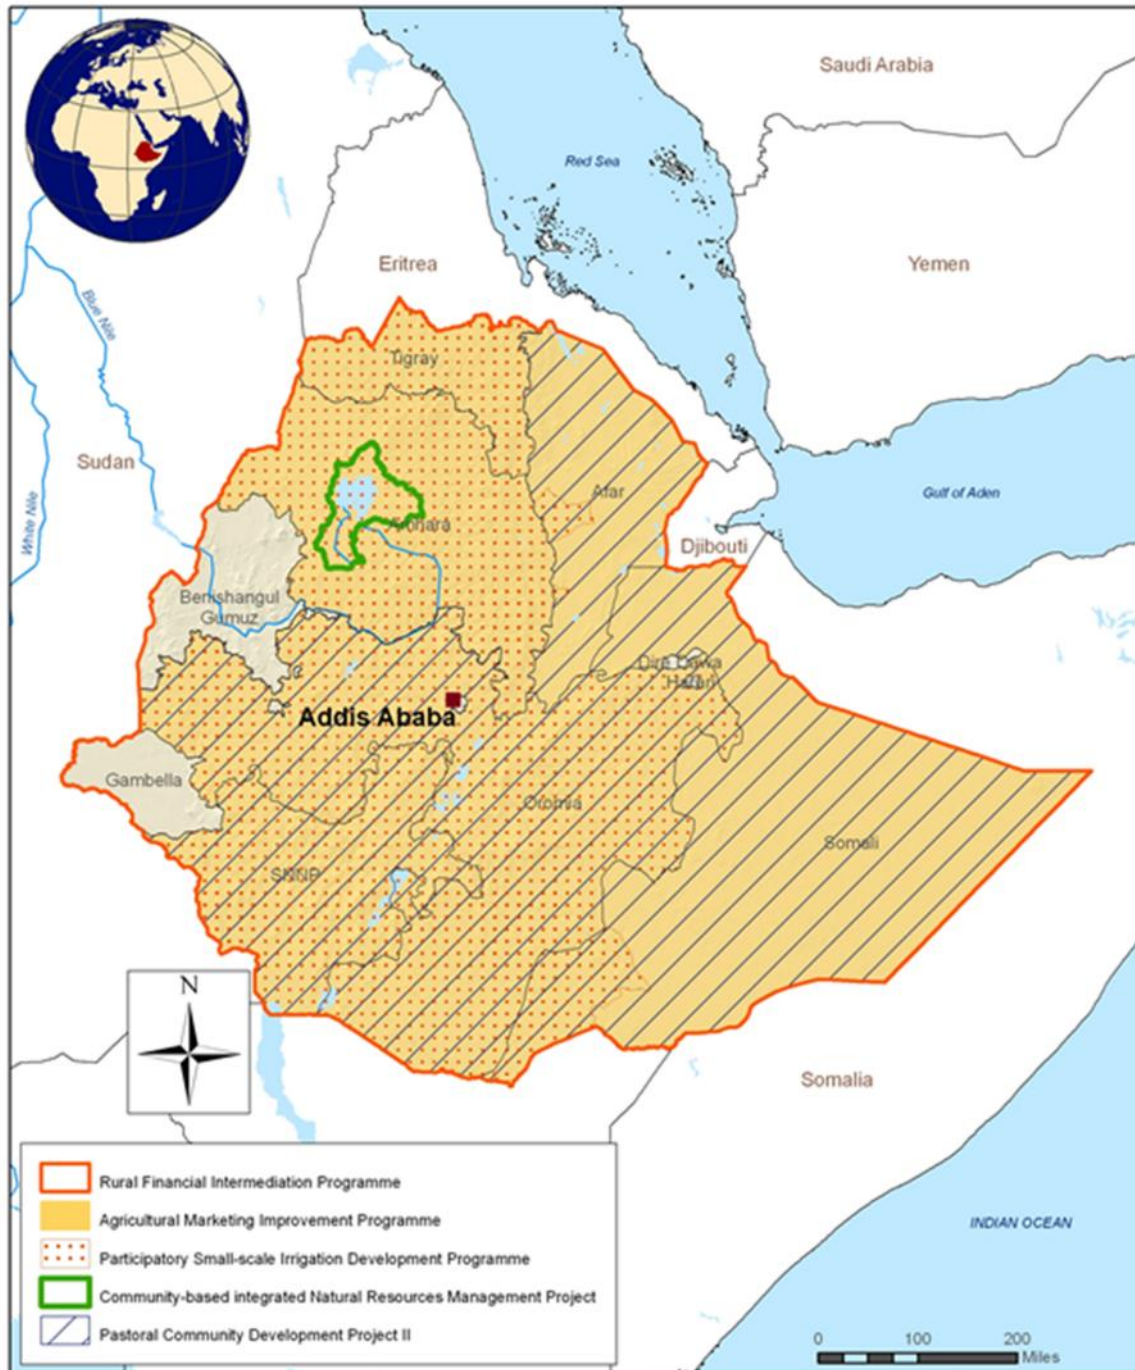 Saudi Arabia
Red Sea
Eritrea
Yemen
Blue Nile
Tigray
Sudan
White Nile
Afar
Gulf of Aden
Amhara
Djibouti
Benishangul
Gumuz
Dire Dawa
Harari
Addis Ababa
Gambella
Oromia
Somali
SNNP
N
Somalia
INDIAN OCEAN
Rural Financial Intermediation Programme
Agricultural Marketing Improvement Programme
Participatory Small-scale Irrigation Development Programme
Community-based integrated Natural Resources Management Project
Pastoral Community Development Project II
0 100 200
Miles